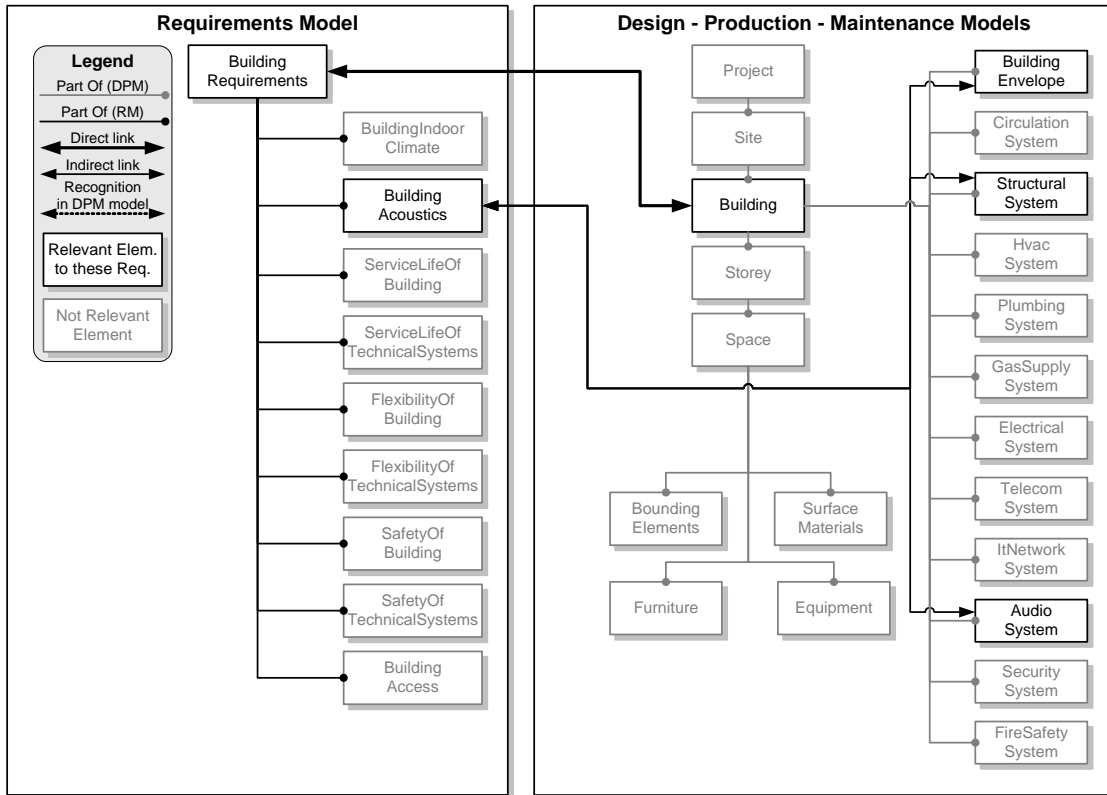 Requirements Model
Legend
Part Of (DPM)
Part Of (RM)
Direct link
Indirect link
Recognition
in DPM model
Relevant Elem.
to these Req.
Not Relevant
Element
Building
Requirements
BuildingIndoor
Climate
Building
Acoustics
ServiceLifeOf
Building
ServiceLifeOf
TechnicalSystems
FlexibilityOf
Building
FlexibilityOf
TechnicalSystems
SafetyOf
Building
SafetyOf
TechnicalSystems
Building
Access
Design - Production - Maintenance Models
Project
Site
Building
Storey
Space
Bounding
Elements
Surface
Materials
Furniture
Equipment
Building
Envelope
Circulation
System
Structural
System
Hvac
System
Plumbing
System
GasSupply
System
Electrical
System
Telecom
System
ItNetwork
System
Audio
System
Security
System
FireSafety
System